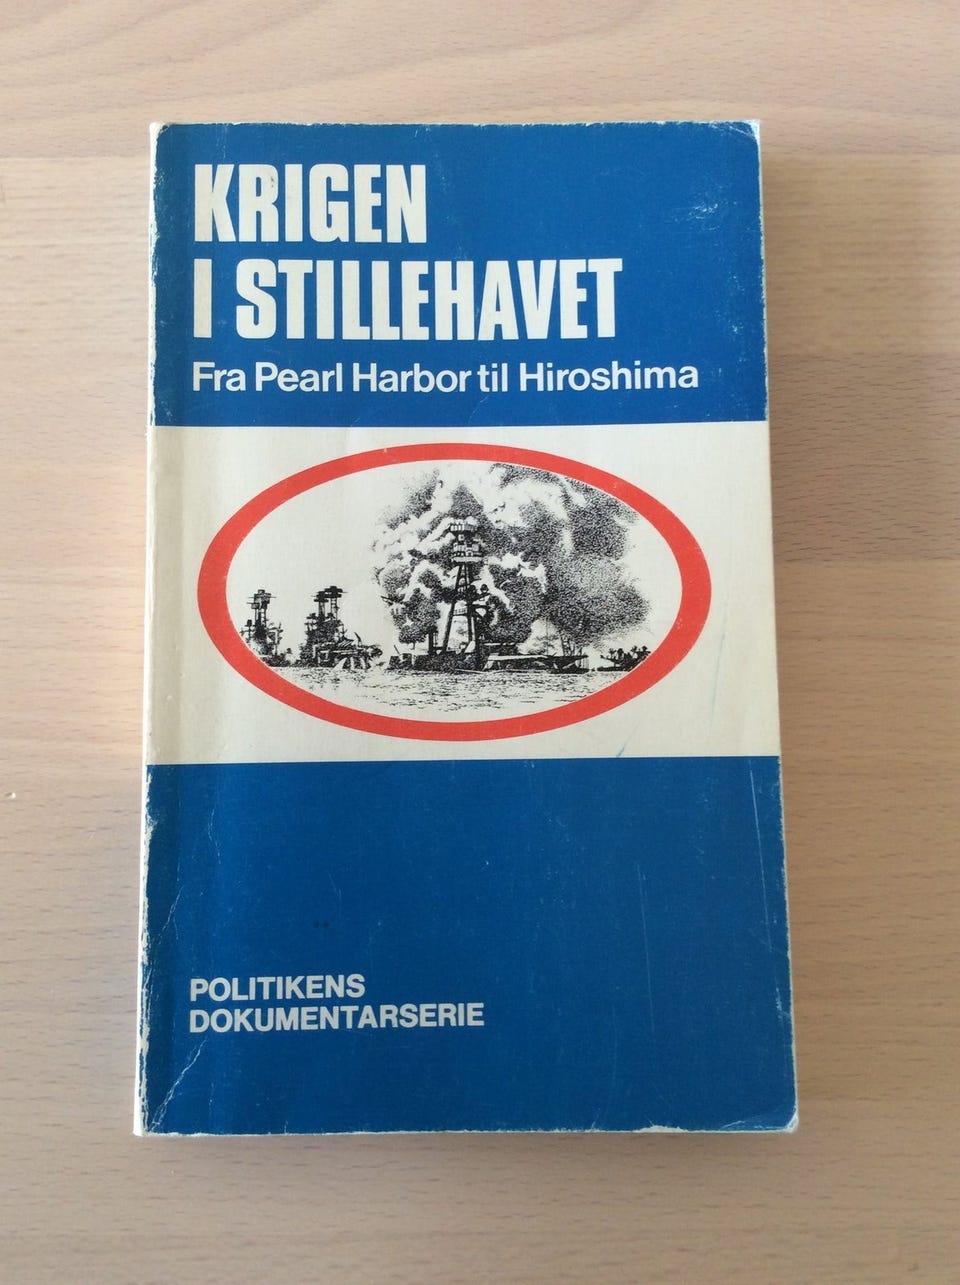 KRIGEN
I STILLEHAVET
Fra Pearl Harbor til Hiroshima
POLITIKENS
DOKUMENTARSERIE